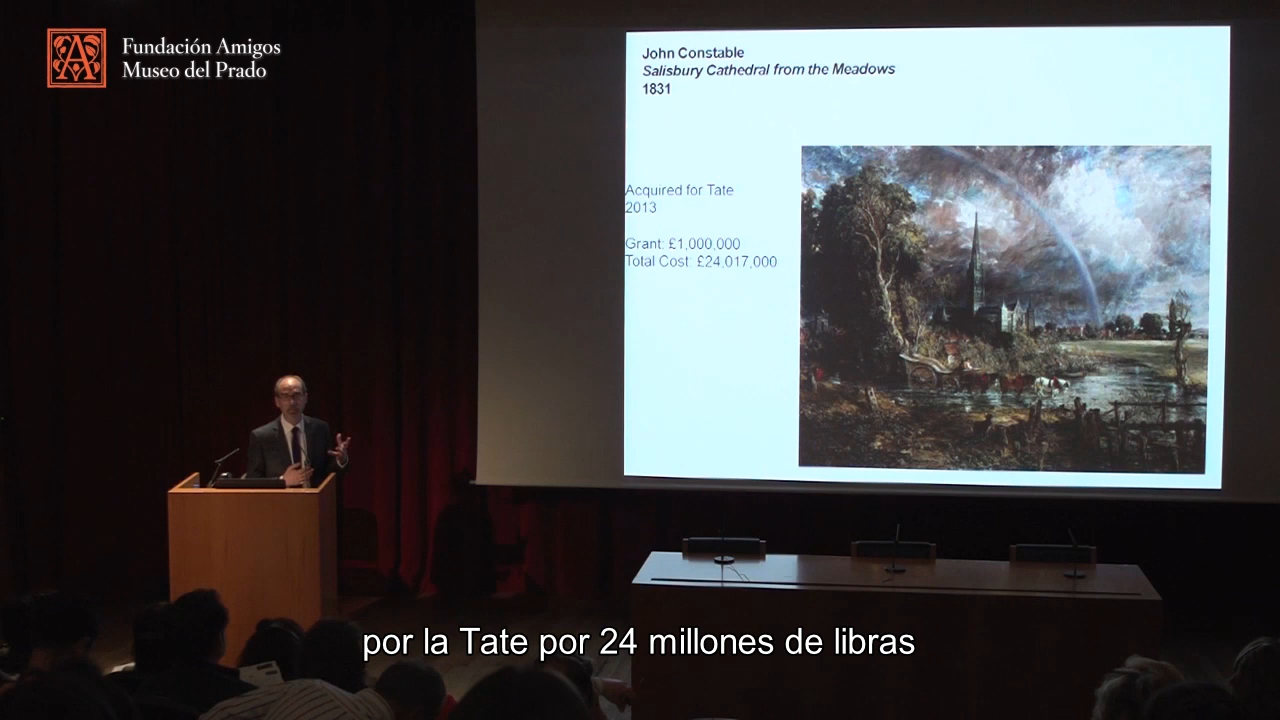 Fundación Amigos
Museo del Prado
John Constable
Salisbury Cathedral from the Meadows
1831
Acquired for Tate
2013
Grant: £1,000,000
Total Cost: £24,017,000
por la Tate por 24 millones de libras